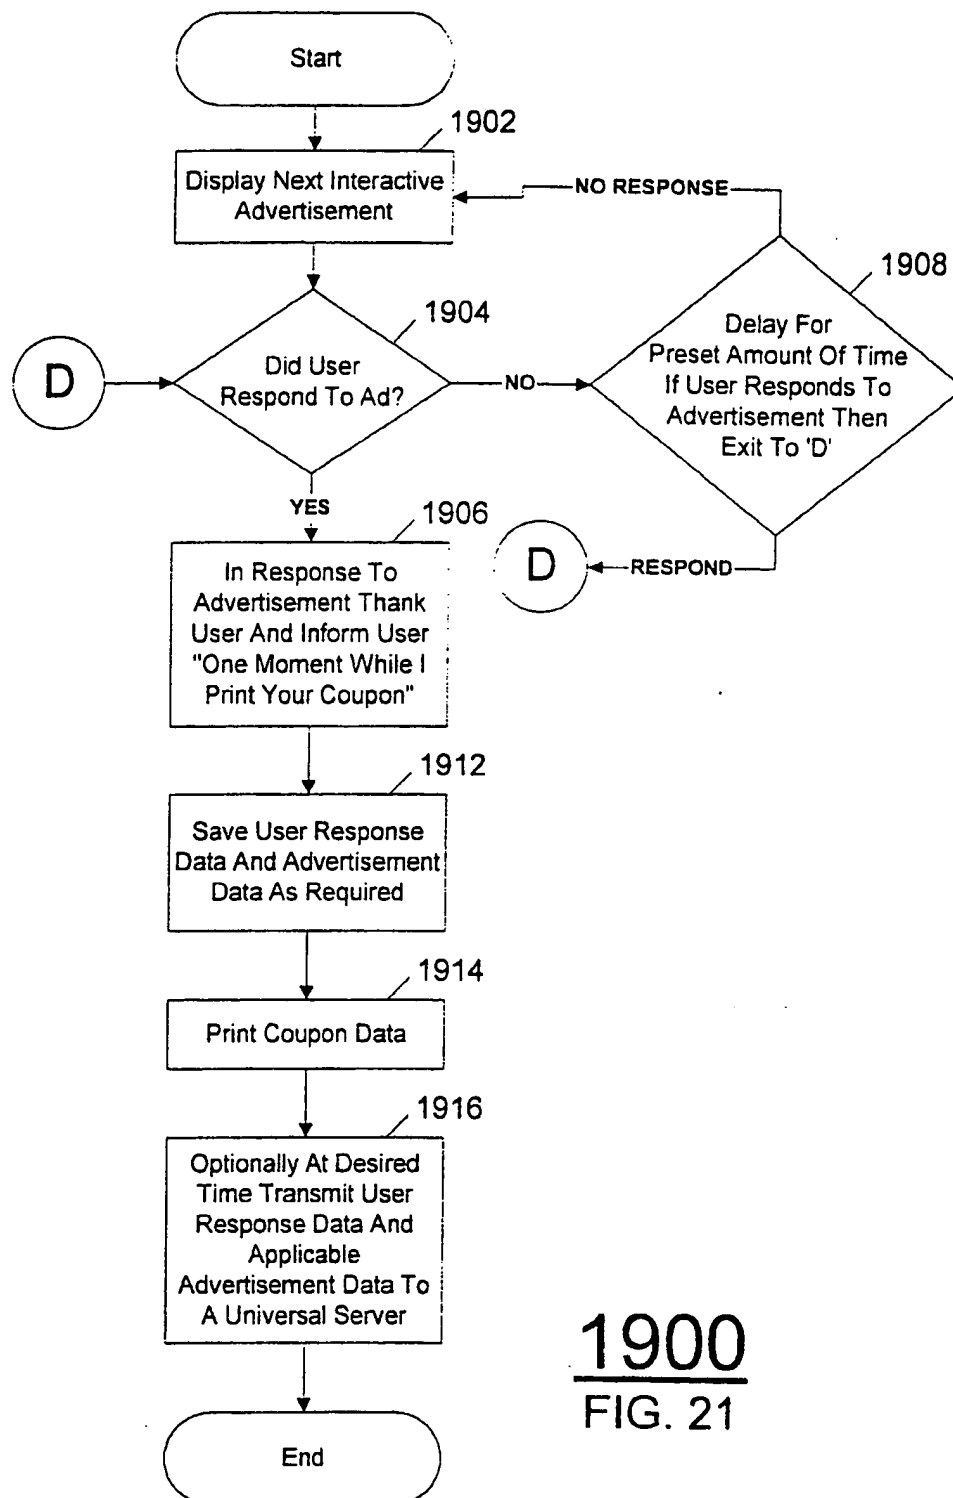 Start
1902
Display Next Interactive
Advertisement
NO RESPONSE
1908
Delay For
Preset Amount Of Time
If User Responds To
Advertisement Then
Exit To 'D'
1904
D
Did User
Respond To Ad?
NO
YES
1906
D
RESPOND
In Response To
Advertisement Thank
User And Inform User
"One Moment While I
Print Your Coupon"
1912
Save User Response
Data And Advertisement
Data As Required
1914
Print Coupon Data
1916
Optionally At Desired
Time Transmit User
Response Data And
Applicable
Advertisement Data To
A Universal Server
End
1900
FIG. 21